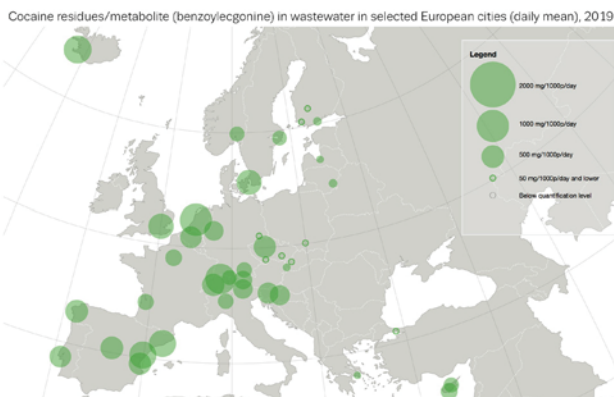 Cocaine residues/metabolite (benzoylecgonine) in wastewater in selected European cities (daily mean), 2019
Legend
2000 mg/1000p/day
1000 mg/1000p/day
500 mg/1000p/day
50 mg/1000p/day and lower
Below quantification level